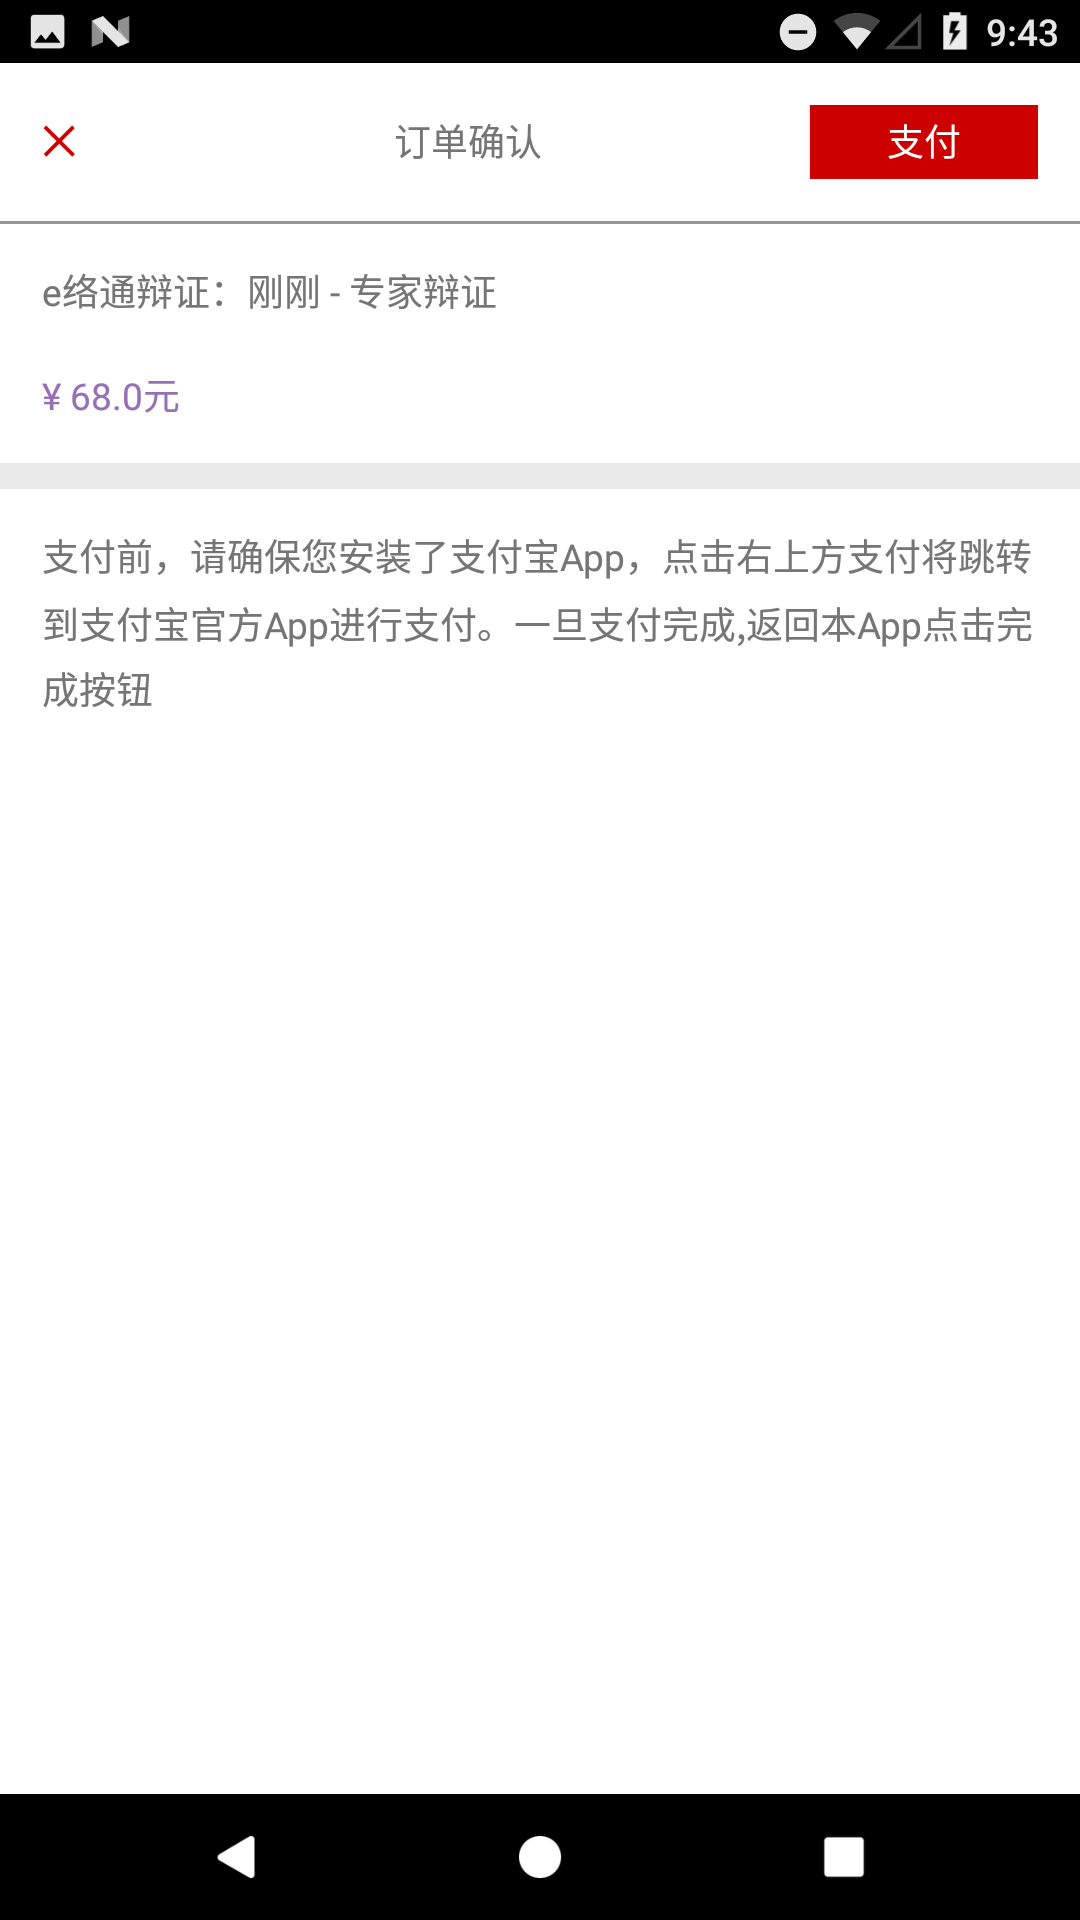 9:43
订单确认
支付
e络通辩证：刚刚 - 专家辩证
¥ 68.0元
支付前，请确保您安装了支付宝App，点击右上方支付将跳转
到支付宝官方App进行支付。一旦支付完成,返回本App点击完
成按钮